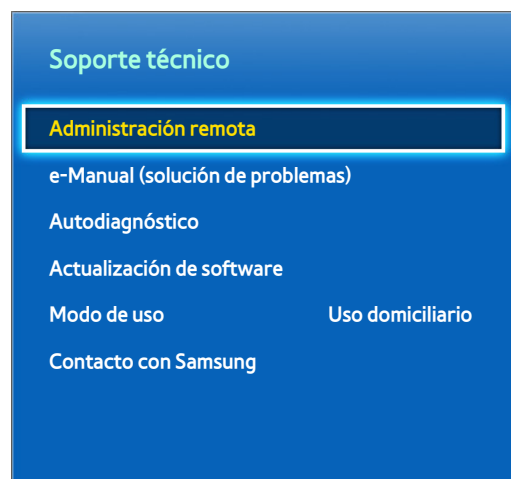 Soporte técnico
Administración remota
e-Manual (solución de problemas)
Autodiagnóstico
Actualización de software
Modo de uso Uso domiciliario
Contacto con Samsung